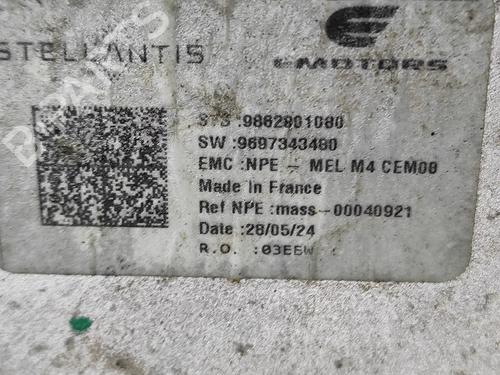 STELLANTIS
EMOTORS
STS :9862801080
SW :9697343480
EMC :NPE - MEL M4 CEM00
Made In France
Ref NPE :mass-00040921
Date :28/05/24
R.O. :03EEW